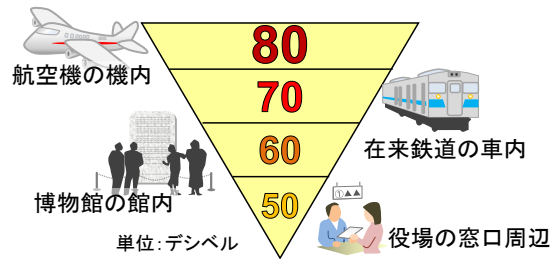 80
航空機の機内
70
在来鉄道の車内
60
博物館の館内
50
①▲▲
役場の窓口周辺
単位：デシベル